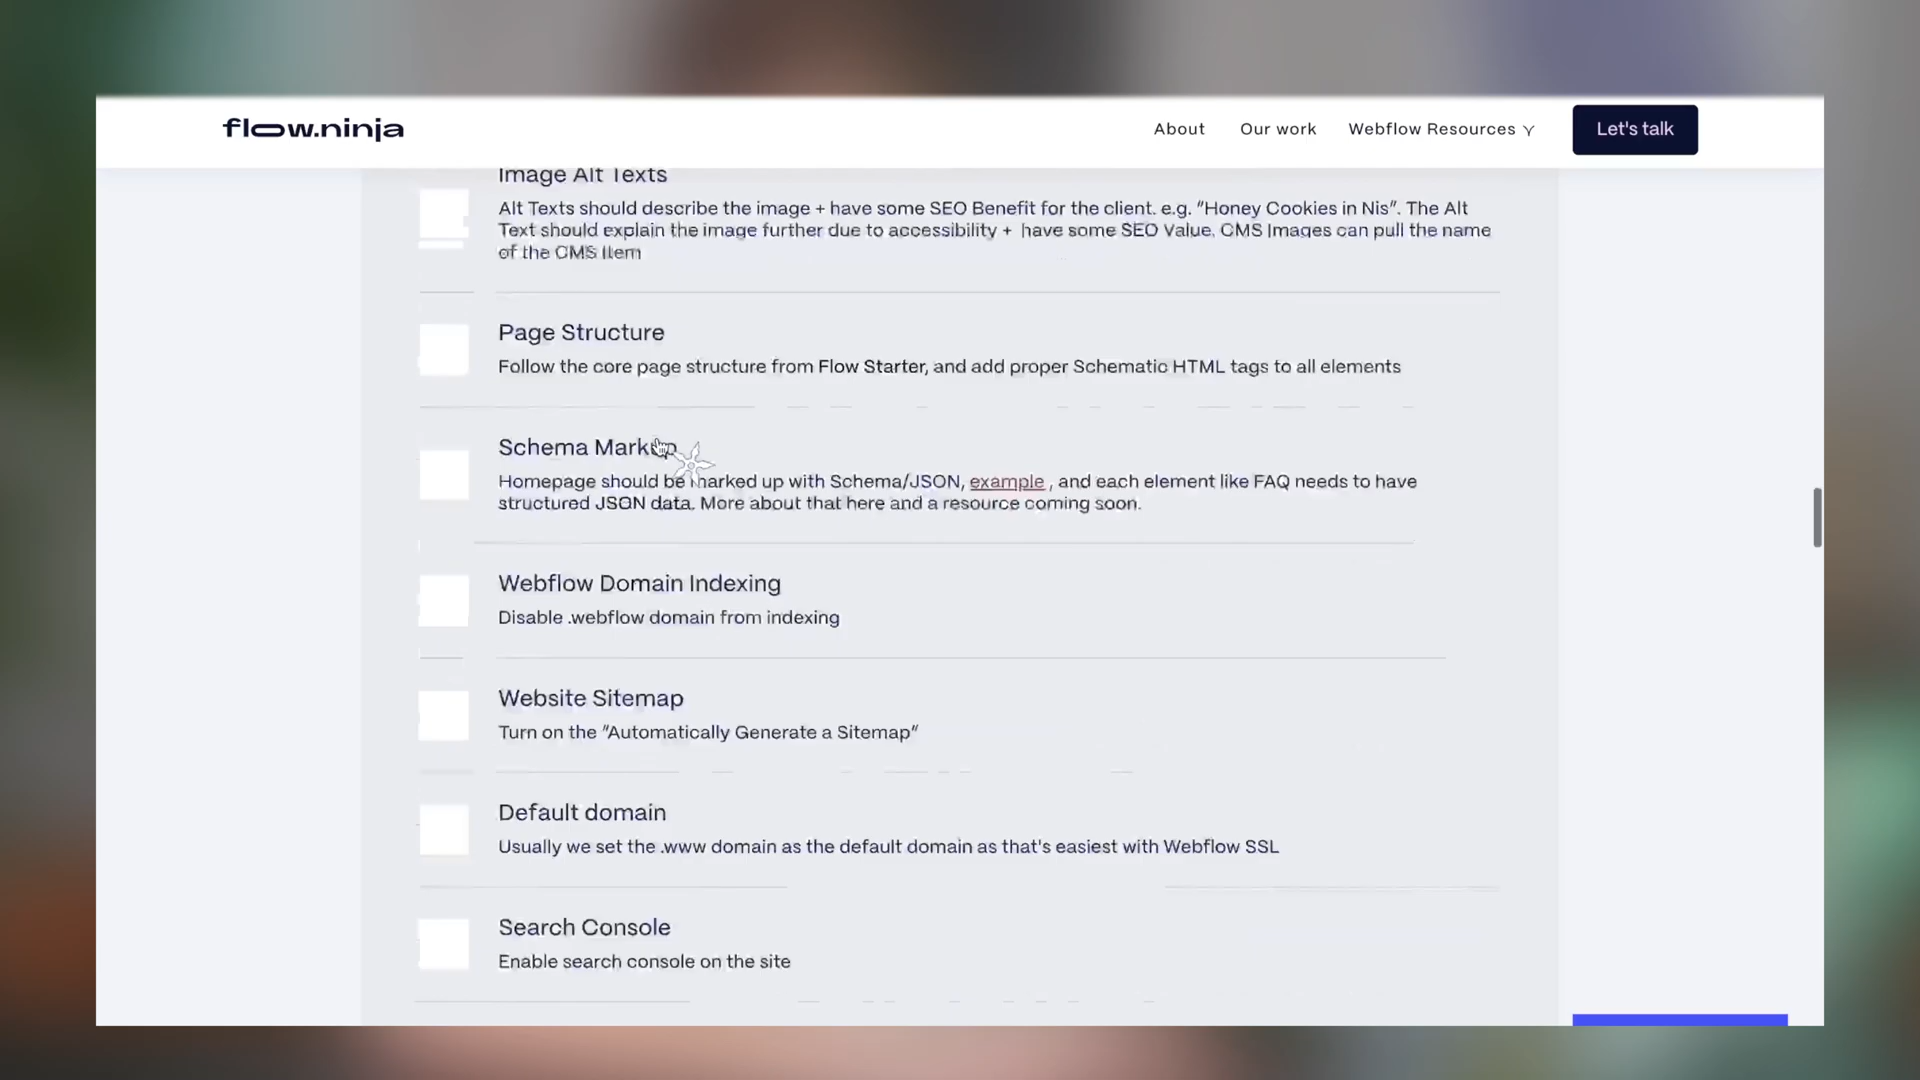 flow.ninja
About
Our work
Webflow Resources
Let's talk
Image Alt Texts
Alt Texts should describe the image + have some SEO Benefit for the client. e.g. “Honey Cookies in Nis”. The Alt
Text should explain the image further due to accessibility + have some SEO Value. CMS Images can pull the name
of the CMS item
Page Structure
Follow the core page structure from Flow Starter, and add proper Schematic HTML tags to all elements
Schema Markup
Homepage should be marked up with Schema/JSON, example , and each element like FAQ needs to have
structured JSON data. More about that here and a resource coming soon.
Webflow Domain Indexing
Disable .webflow domain from indexing
Website Sitemap
Turn on the “Automatically Generate a Sitemap”
Default domain
Usually we set the .www domain as the default domain as that's easiest with Webflow SSL
Search Console
Enable search console on the site